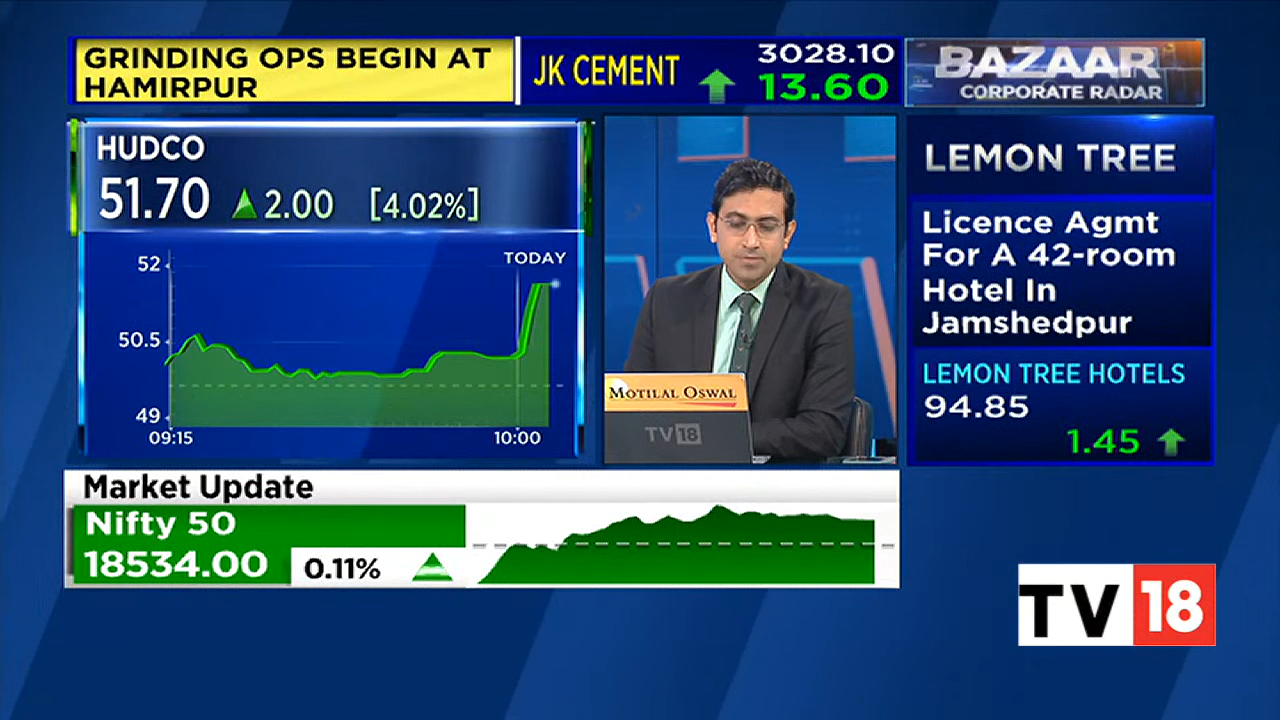 GRINDING OPS BEGIN AT
HAMIRPUR
JK CEMENT
3028.10
13.60
BAZAAR
CORPORATE RADAR
HUDCO
51.70 2.00 [4.02%]
TODAY
52
50.5
49
09:15 10:00
MOTILAL OSWAL
TV18
LEMON TREE
LICENCE AGMT
FOR A 42-ROOM
HOTEL IN
JAMSHEDPUR
LEMON TREE HOTELS
94.85
1.45
Market Update
Nifty 50
18534.00 0.11%
TV18